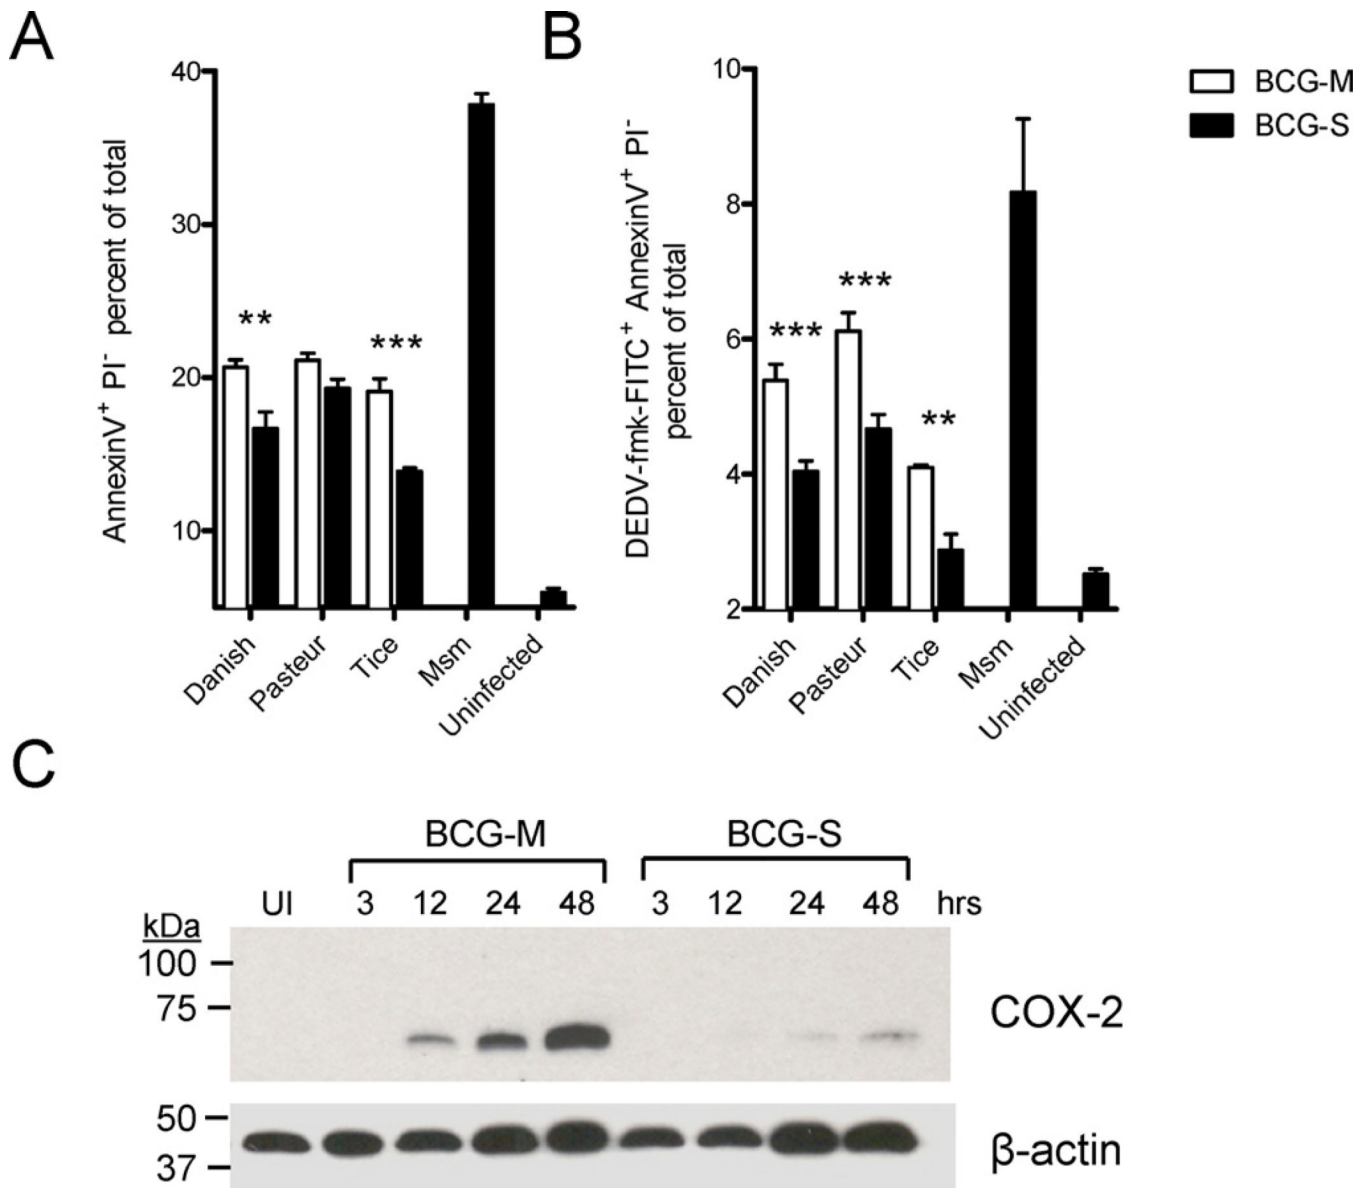 A
B
40
30
20
10
AnnexinV⁺ PI⁻ percent of total
**
***
Danish
Pasteur
Tice
Msm
Uninfected
10
8
6
4
2
DEDV-fmk-FITC⁺ AnnexinV⁺ PI⁻
percent of total
***
***
**
Danish
Pasteur
Tice
Msm
Uninfected
BCG-M
BCG-S
C
BCG-M BCG-S
UI 3 12 24 48 3 12 24 48 hrs
kDa
100
75
COX-2
50
37
β-actin